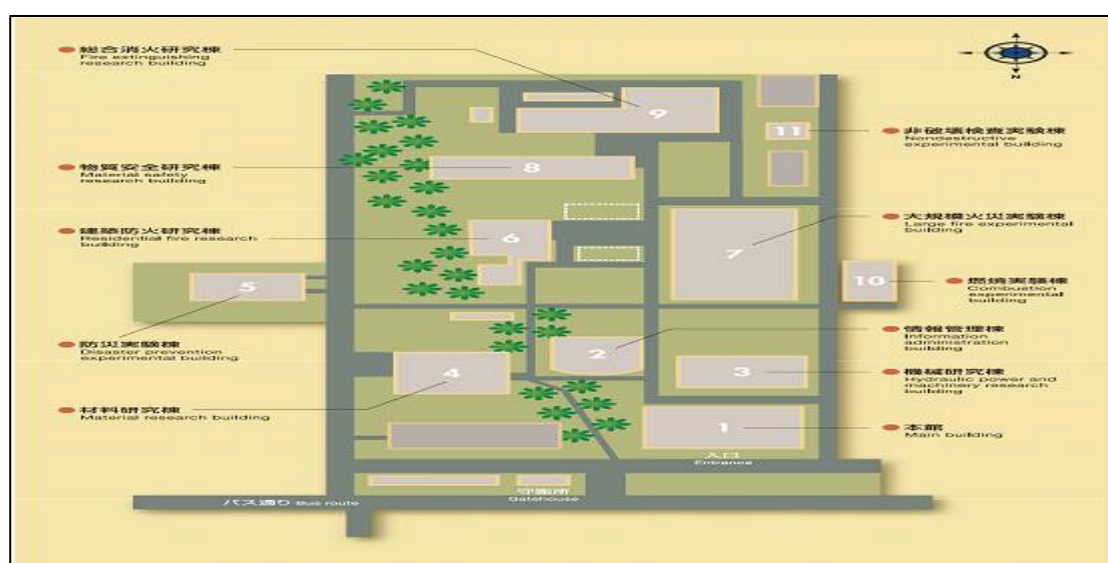 総合消火研究棟
Fire extinguishing
research building
物質安全研究棟
Material safety
research building
建築防火研究棟
Residential fire research
building
防災実験棟
Disaster prevention
experimental building
材料研究棟
Material research building
非破壊検査実験棟
Nondestructive
experimental building
大規模火災実験棟
Large fire experimental
building
燃焼実験棟
Combustion
experimental
building
情報管理棟
Information
administration
building
機械研究棟
Hydraulic power and
machinery research
building
本館
Main building
N
9
11
8
6
7
5
10
2
4
3
1
入口
Entrance
守衛所
Gatehouse
バス通り Bus route